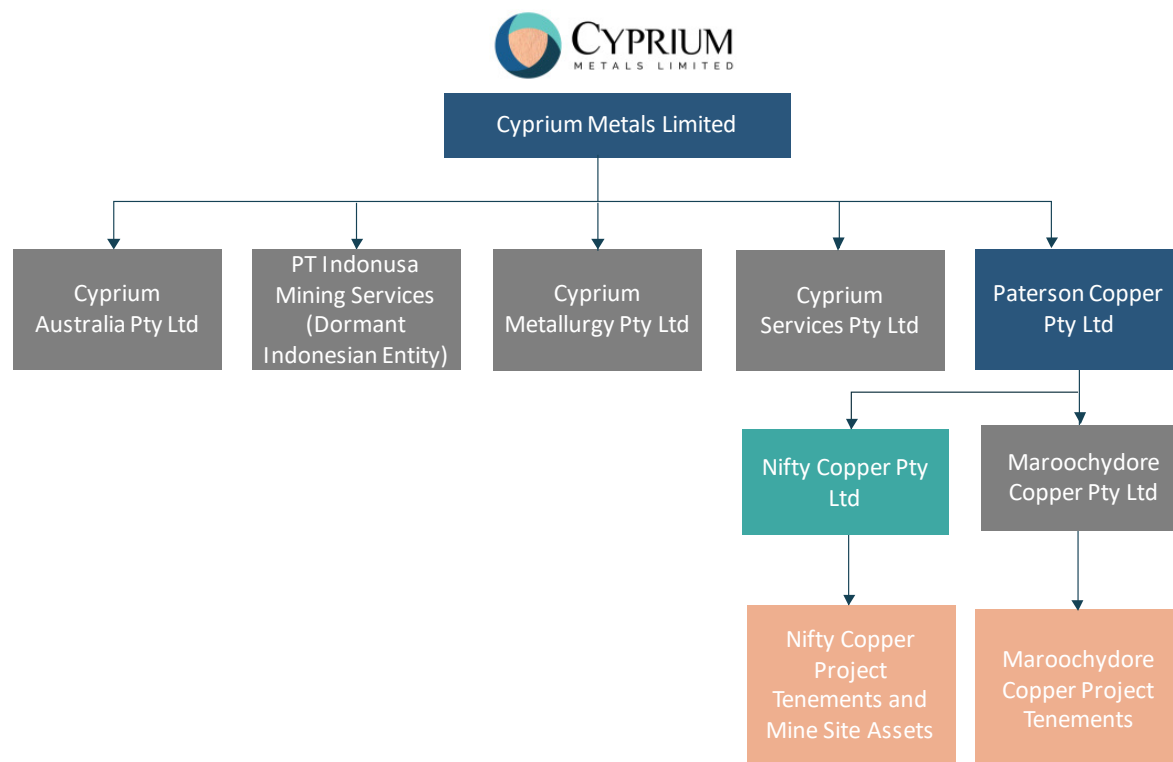 CYPRIUM
METALS LIMITED
Cyprium Metals Limited
Cyprium
Australia Pty Ltd
PT Indonusa
Mining Services
(Dormant
Indonesian Entity)
Cyprium
Metallurgy Pty Ltd
Cyprium
Services Pty Ltd
Paterson Copper
Pty Ltd
Nifty Copper Pty
Ltd
Maroochydore
Copper Pty Ltd
Nifty Copper
Project
Tenements and
Mine Site Assets
Maroochydore
Copper Project
Tenements